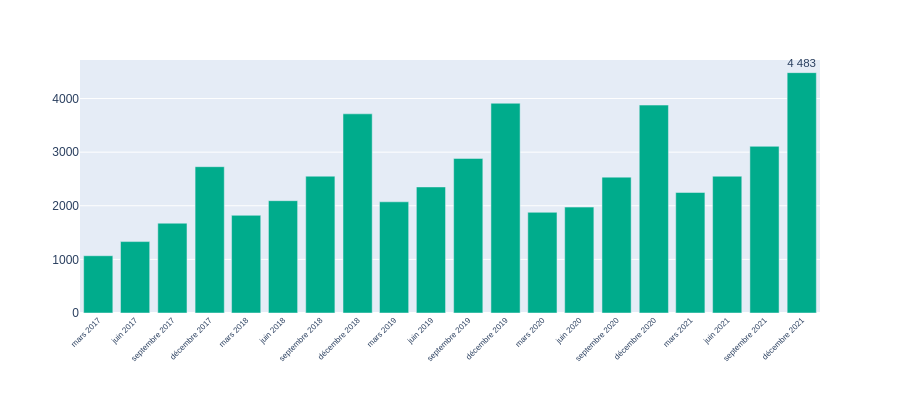 4 483
4000
3000
2000
1000
0
mars 2017
juin 2017
septembre 2017
décembre 2017
mars 2018
juin 2018
septembre 2018
décembre 2018
mars 2019
juin 2019
septembre 2019
décembre 2019
mars 2020
juin 2020
septembre 2020
décembre 2020
mars 2021
juin 2021
septembre 2021
décembre 2021